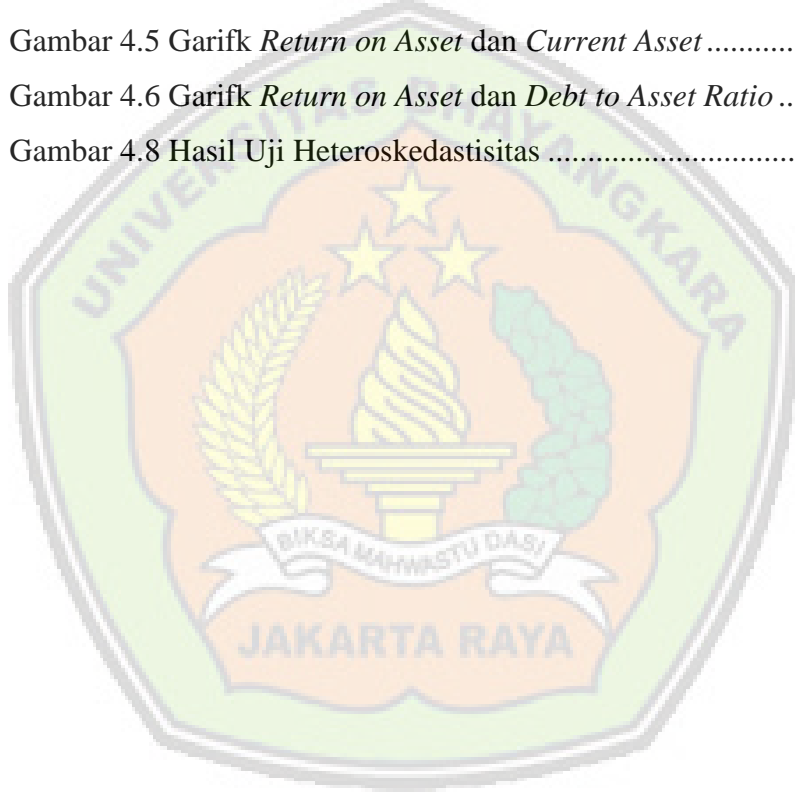 Gambar 4.5 Garifk Return on Asset dan Current Asset ...........
Gambar 4.6 Garifk Return on Asset dan Debt to Asset Ratio ..
Gambar 4.8 Hasil Uji Heteroskedastisitas ..............................
UNIVERSITAS BHAYANGKARA
BIKSA MAHWASTU DASI
JAKARTA RAYA